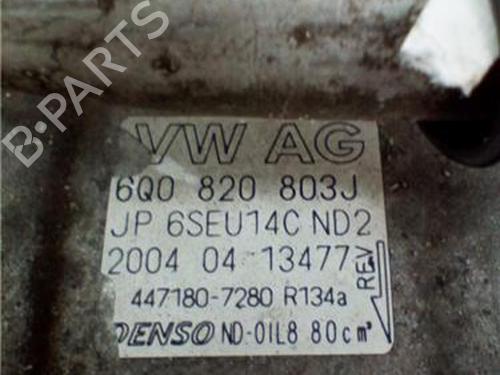 B-PARTS
VW AG
6Q0 820 803J
JP 6SEU14C ND2
2004 04 13477
REV
447180-7280 R134a
DENSO ND-OIL8 80cm³